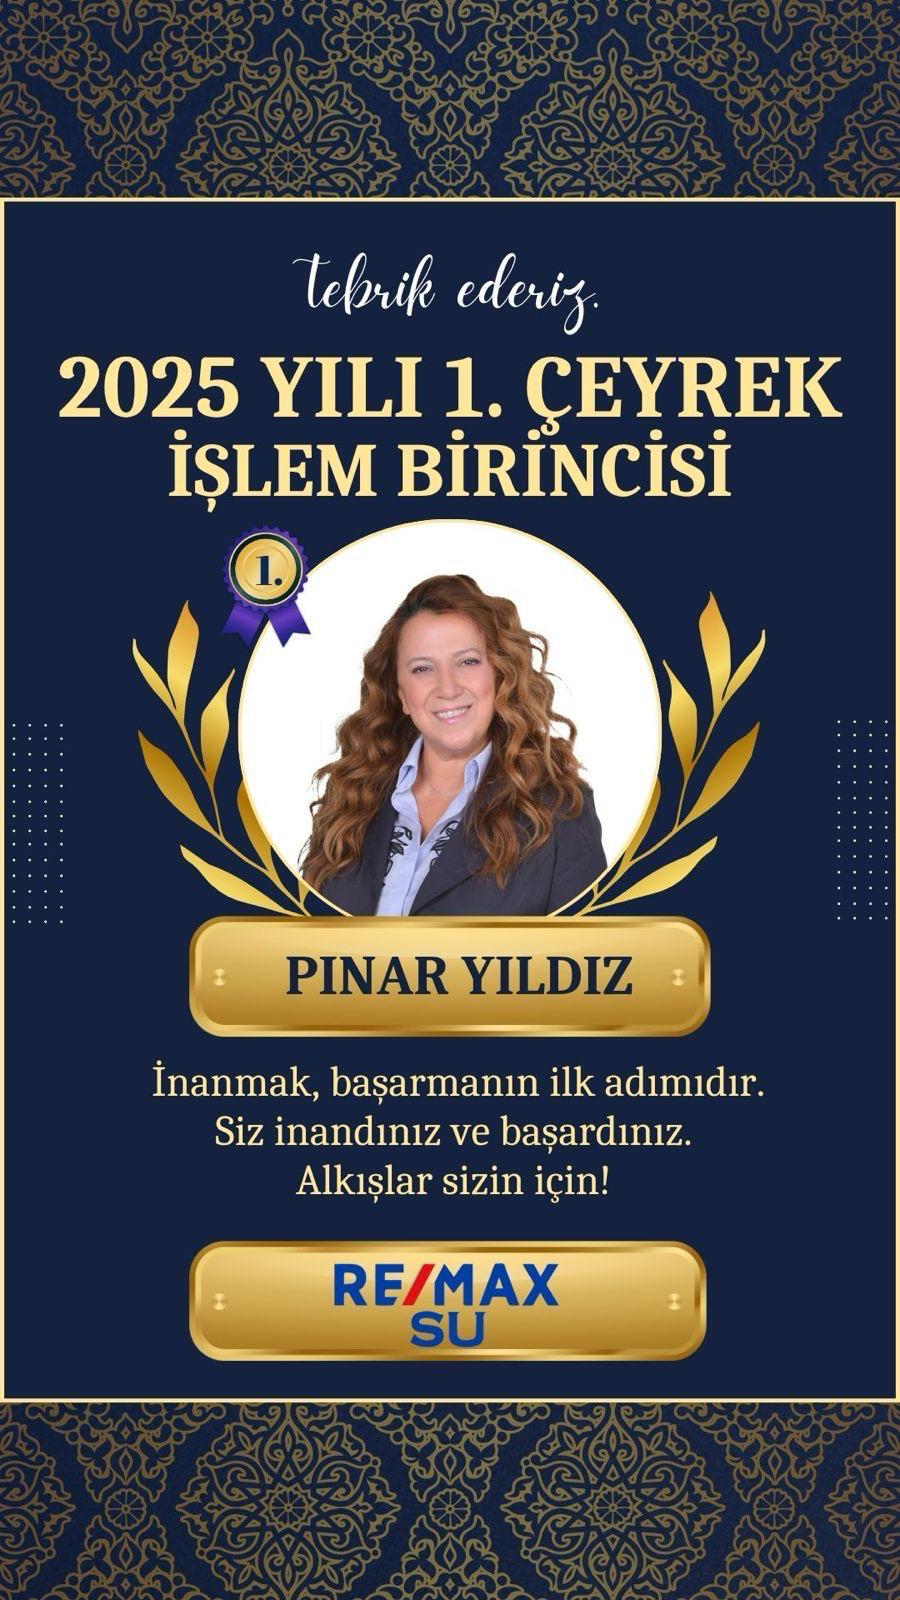 tebrik ederiz.
2025 YILI 1. ÇEYREK
İŞLEM BİRİNCİSİ
1.
PINAR YILDIZ
İnanmak, başarmanın ilk adımıdır.
Siz inandınız ve başardınız.
Alkışlar sizin için!
RE/MAX
SU